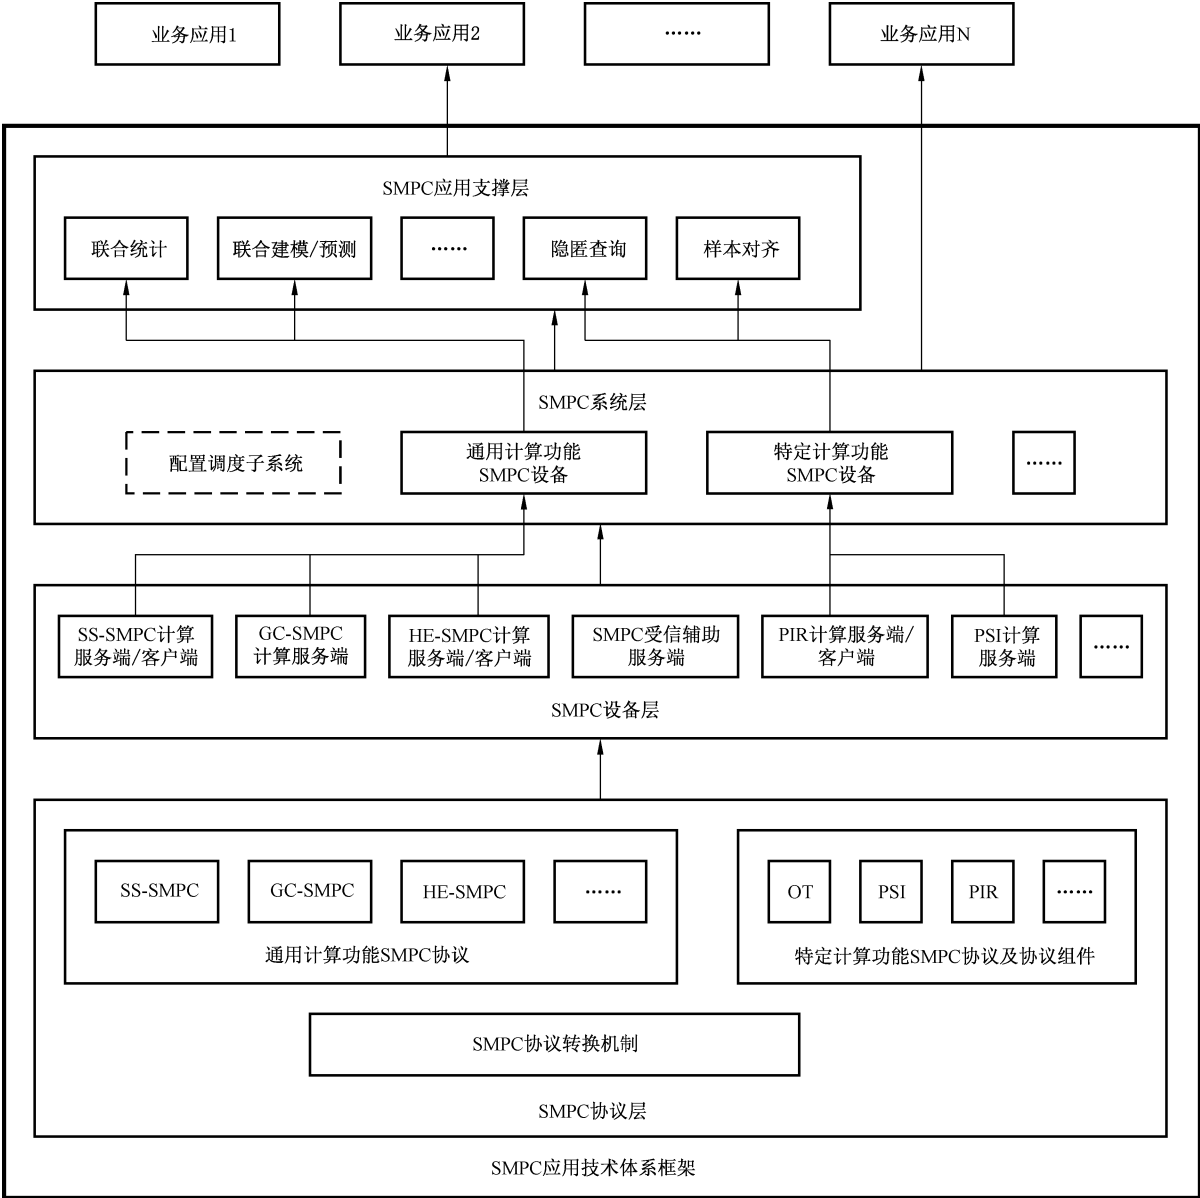 业务应用1
业务应用2
……
业务应用N
SMPC应用支撑层
联合统计
联合建模/预测
……
隐匿查询
样本对齐
SMPC系统层
配置调度子系统
通用计算功能
SMPC设备
特定计算功能
SMPC设备
……
SS-SMPC计算
服务端/客户端
GC-SMPC
计算服务端
HE-SMPC计算
服务端/客户端
SMPC受信辅助
服务端
PIR计算服务端/
客户端
PSI计算
服务端
……
SMPC设备层
SS-SMPC
GC-SMPC
HE-SMPC
……
通用计算功能SMPC协议
OT
PSI
PIR
……
特定计算功能SMPC协议及协议组件
SMPC协议转换机制
SMPC协议层
SMPC应用技术体系框架